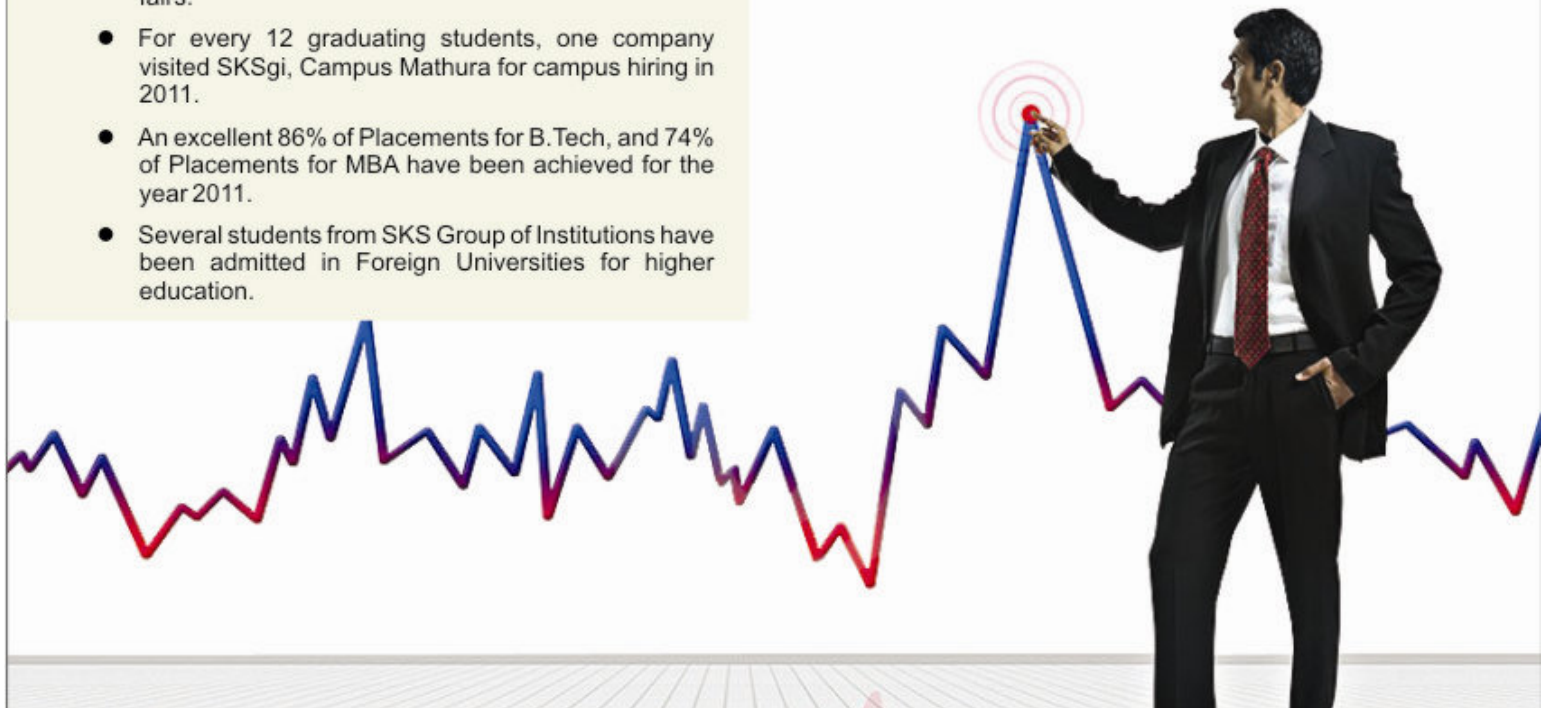 fairs.
● For every 12 graduating students, one company
visited SKSgi, Campus Mathura for campus hiring in
2011.
● An excellent 86% of Placements for B.Tech, and 74%
of Placements for MBA have been achieved for the
year 2011.
● Several students from SKS Group of Institutions have
been admitted in Foreign Universities for higher
education.